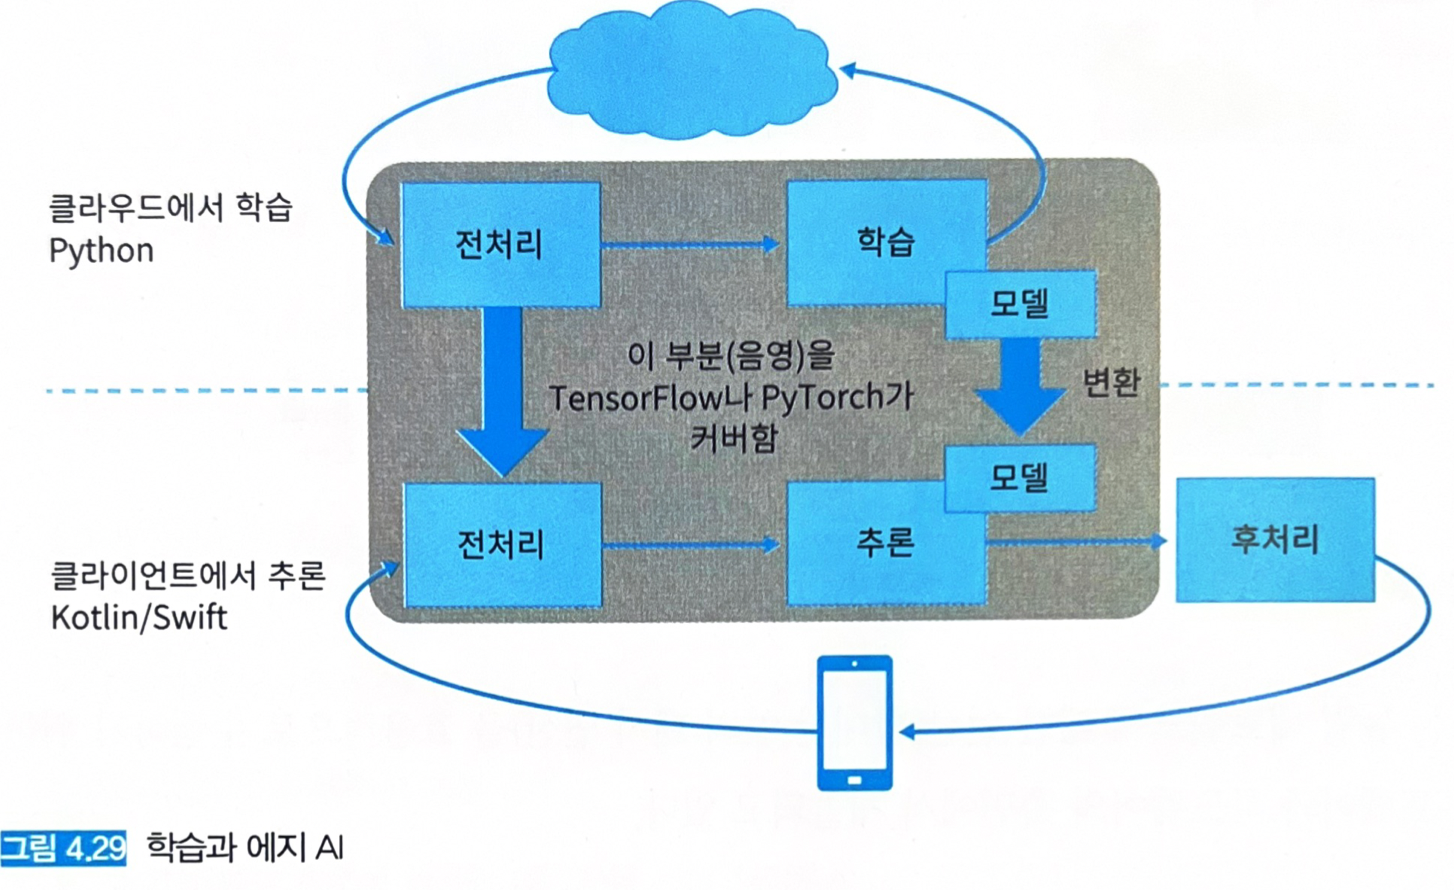 클라우드에서 학습
Python
전처리
학습
모델
이 부분(음영)을
TensorFlow나 PyTorch가
커버함
변환
모델
전처리
추론
후처리
클라이언트에서 추론
Kotlin/Swift
그림 4.29 학습과 에지 AI